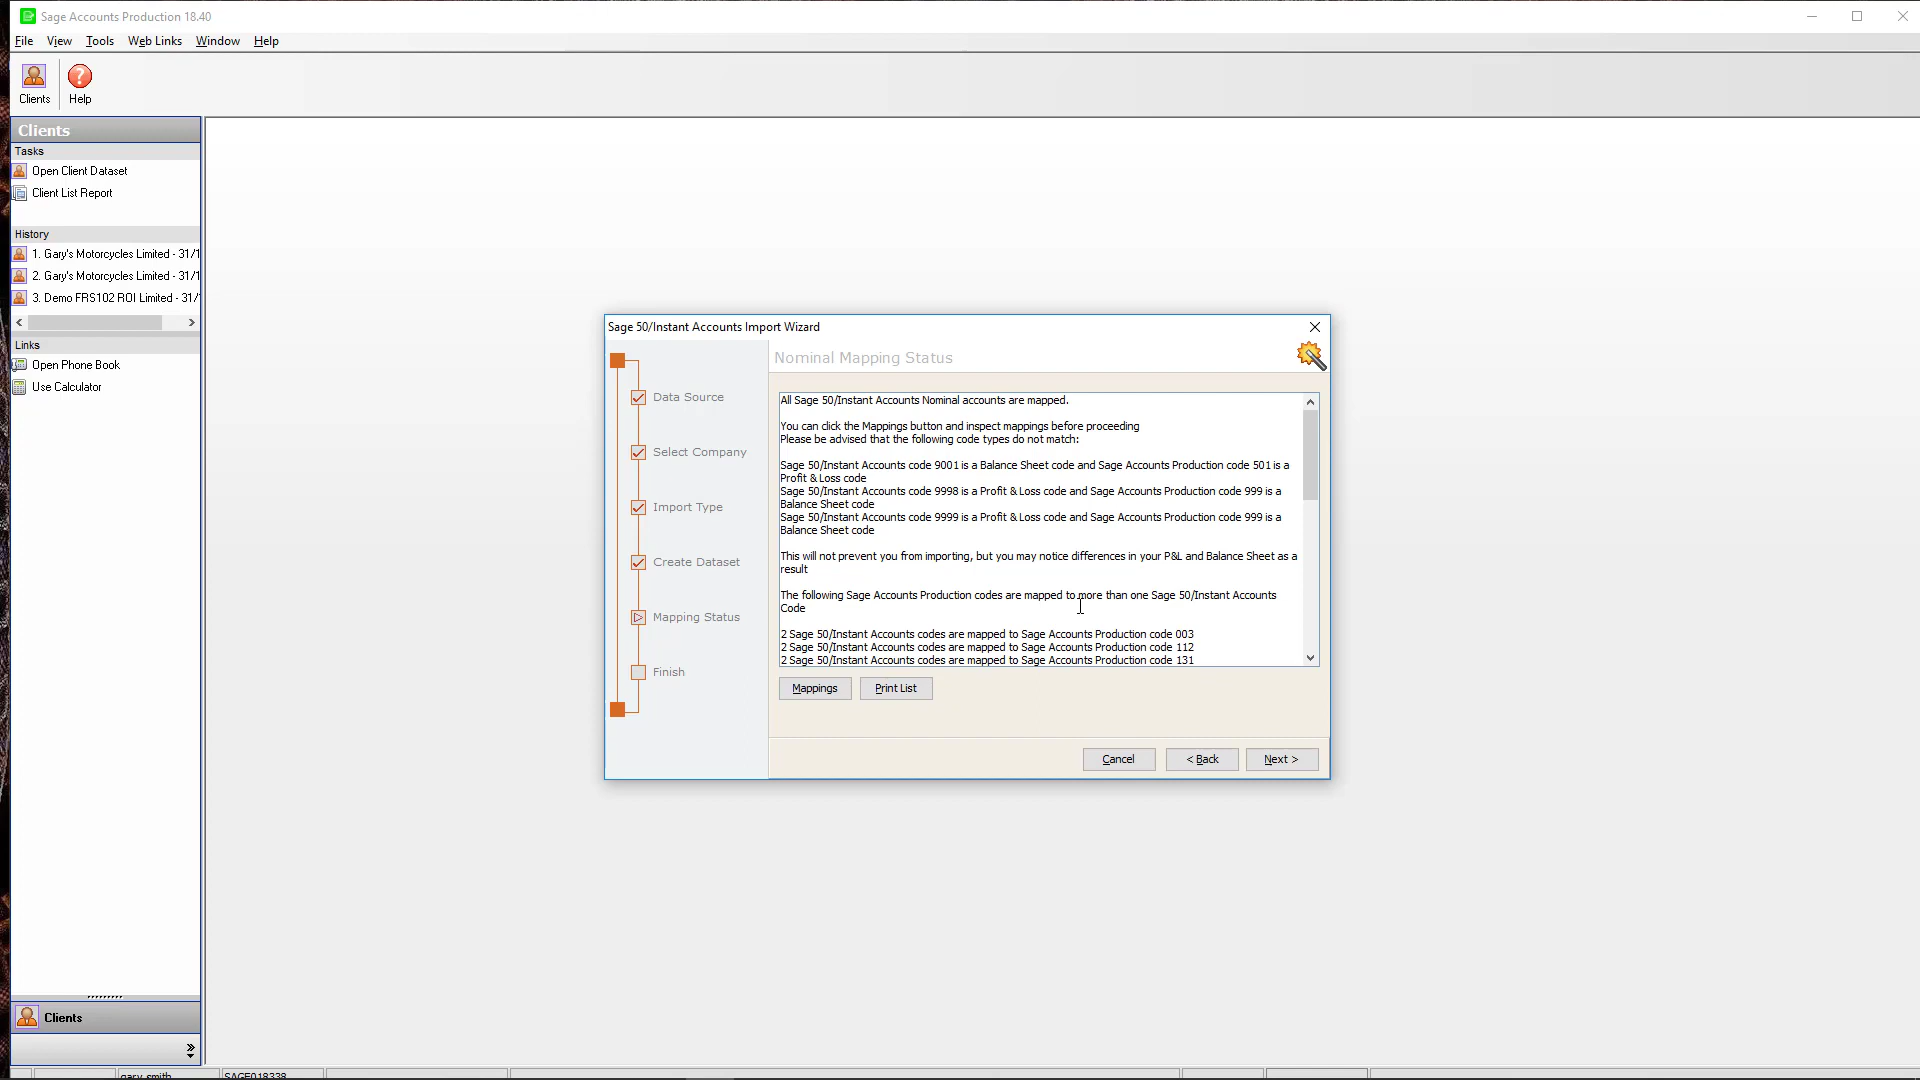 Sage Accounts Production 18.40
File View Tools Web Links Window Help
Clients Help
Clients
Tasks
Open Client Dataset
Client List Report
History
1. Gary's Motorcycles Limited - 31/1
2. Gary's Motorcycles Limited - 31/1
3. Demo FRS102 ROI Limited - 31/
Links
Open Phone Book
Use Calculator
Clients
gary.smith SAGE018338
Sage 50/Instant Accounts Import Wizard
Data Source
Select Company
Import Type
Create Dataset
Mapping Status
Finish
Nominal Mapping Status
All Sage 50/Instant Accounts Nominal accounts are mapped.
You can click the Mappings button and inspect mappings before proceeding
Please be advised that the following code types do not match:
Sage 50/Instant Accounts code 9001 is a Balance Sheet code and Sage Accounts Production code 501 is a
Profit & Loss code
Sage 50/Instant Accounts code 9998 is a Profit & Loss code and Sage Accounts Production code 999 is a
Balance Sheet code
Sage 50/Instant Accounts code 9999 is a Profit & Loss code and Sage Accounts Production code 999 is a
Balance Sheet code
This will not prevent you from importing, but you may notice differences in your P&L and Balance Sheet as a
result
The following Sage Accounts Production codes are mapped to more than one Sage 50/Instant Accounts
Code
2 Sage 50/Instant Accounts codes are mapped to Sage Accounts Production code 003
2 Sage 50/Instant Accounts codes are mapped to Sage Accounts Production code 112
2 Sage 50/Instant Accounts codes are mapped to Sage Accounts Production code 131
Mappings Print List
Cancel < Back Next >